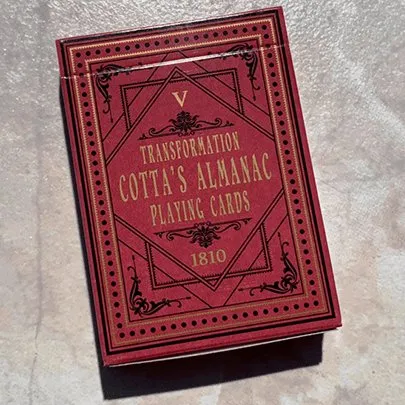 V
TRANSFORMATION
COTTA'S ALMANAC
PLAYING CARDS
1810